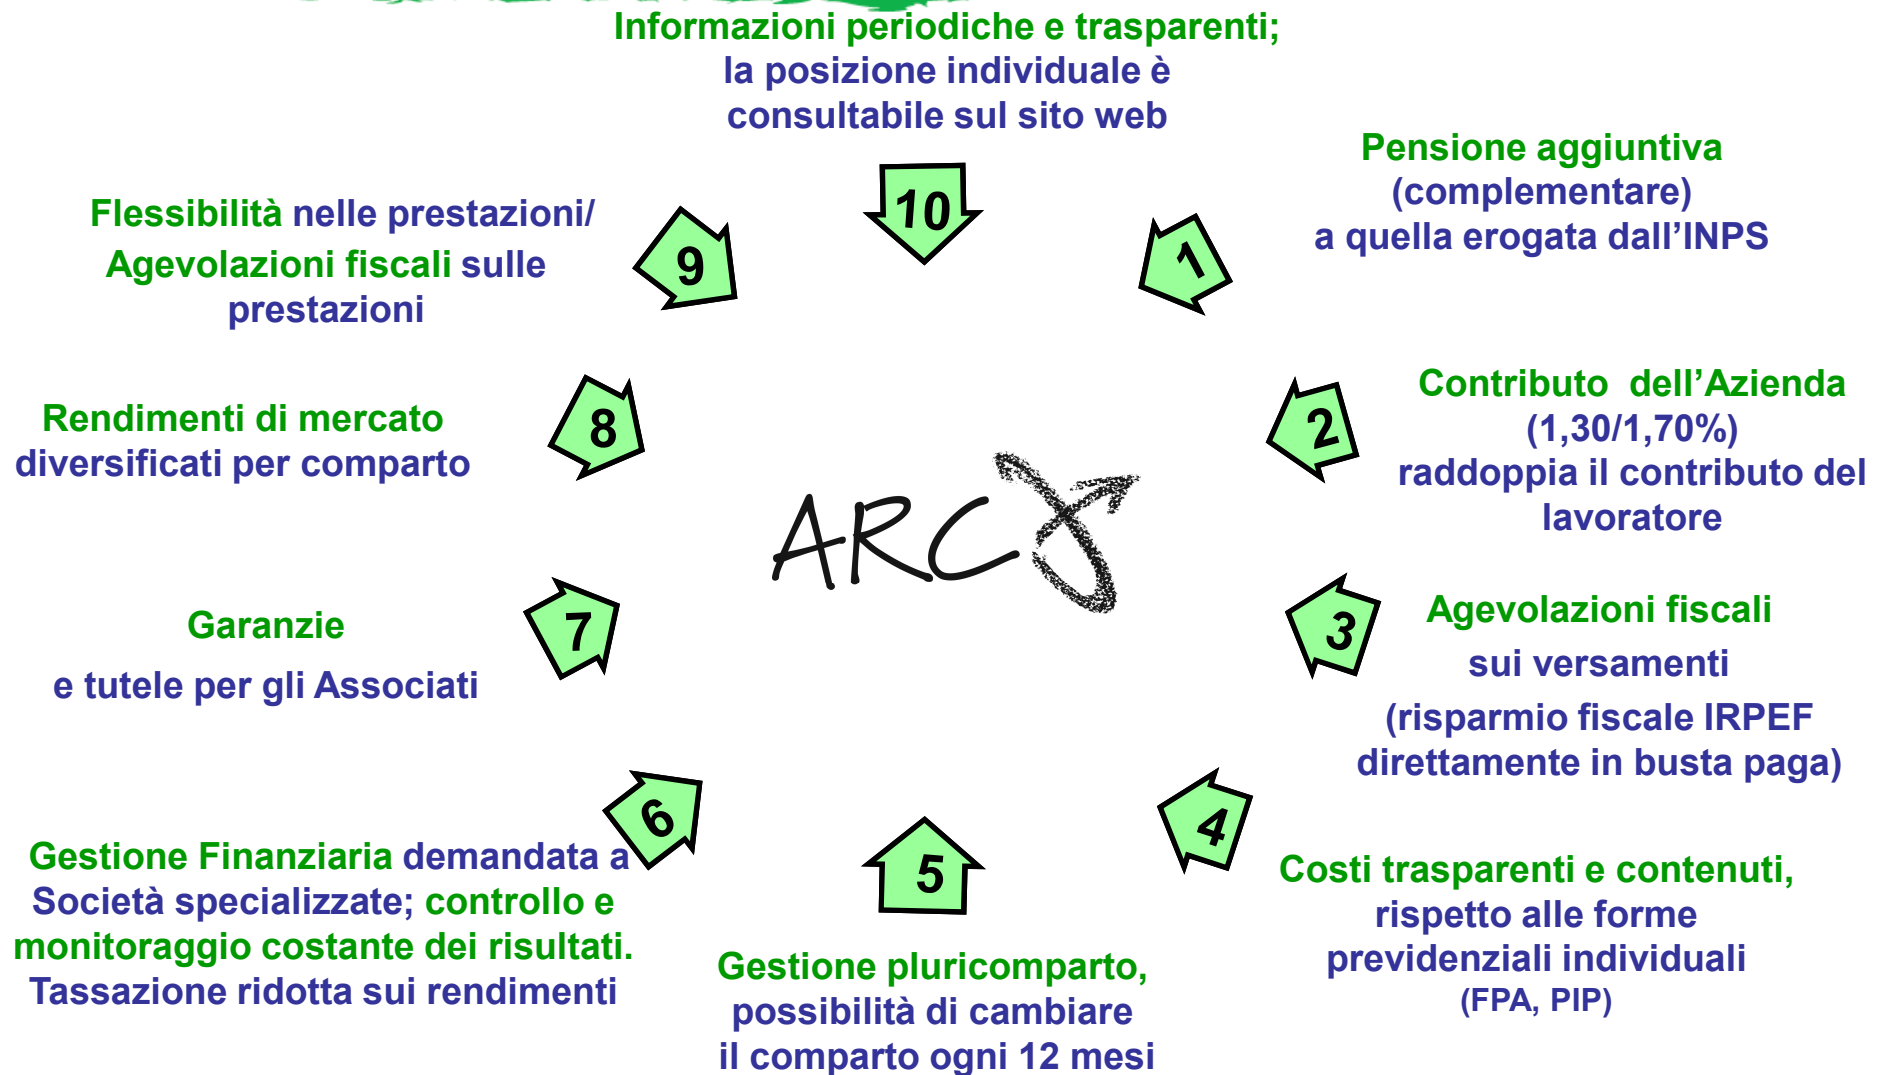 Informazioni periodiche e trasparenti;
la posizione individuale è
consultabile sul sito web
10
1
Pensione aggiuntiva
(complementare)
a quella erogata dall'INPS
2
Contributo dell'Azienda
(1,30/1,70%)
raddoppia il contributo del
lavoratore
3
Agevolazioni fiscali
sui versamenti
(risparmio fiscale IRPEF
direttamente in busta paga)
4
Costi trasparenti e contenuti,
rispetto alle forme
previdenziali individuali
(FPA, PIP)
5
Gestione pluricomparto,
possibilità di cambiare
il comparto ogni 12 mesi
6
Gestione Finanziaria demandata a
Società specializzate; controllo e
monitoraggio costante dei risultati.
Tassazione ridotta sui rendimenti
7
Garanzie
e tutele per gli Associati
8
Rendimenti di mercato
diversificati per comparto
9
Flessibilità nelle prestazioni/
Agevolazioni fiscali sulle
prestazioni
ARCO